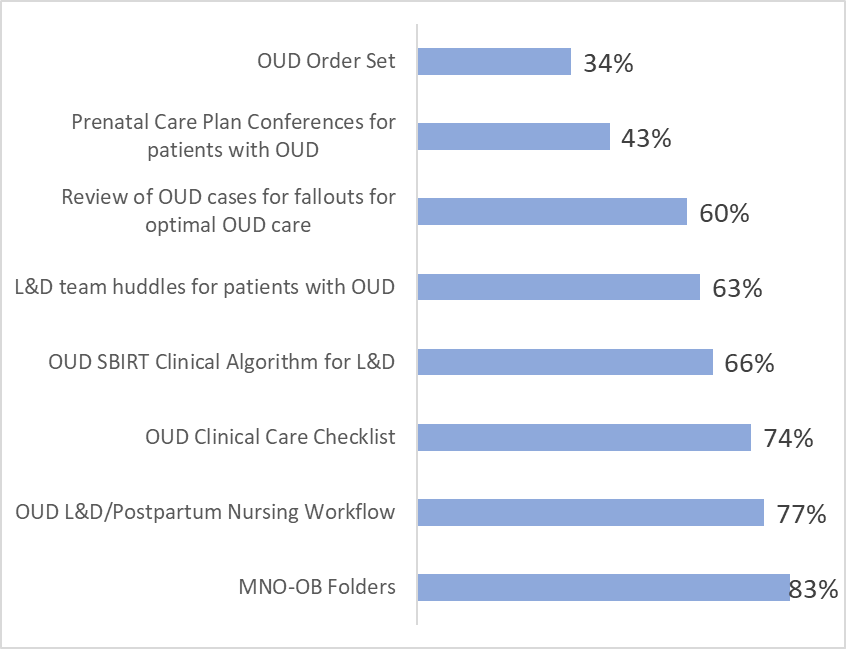 OUD Order Set
34%
Prenatal Care Plan Conferences for
patients with OUD
43%
Review of OUD cases for fallouts for
optimal OUD care
60%
L&D team huddles for patients with OUD
63%
OUD SBIRT Clinical Algorithm for L&D
66%
OUD Clinical Care Checklist
74%
OUD L&D/Postpartum Nursing Workflow
77%
MNO-OB Folders
83%